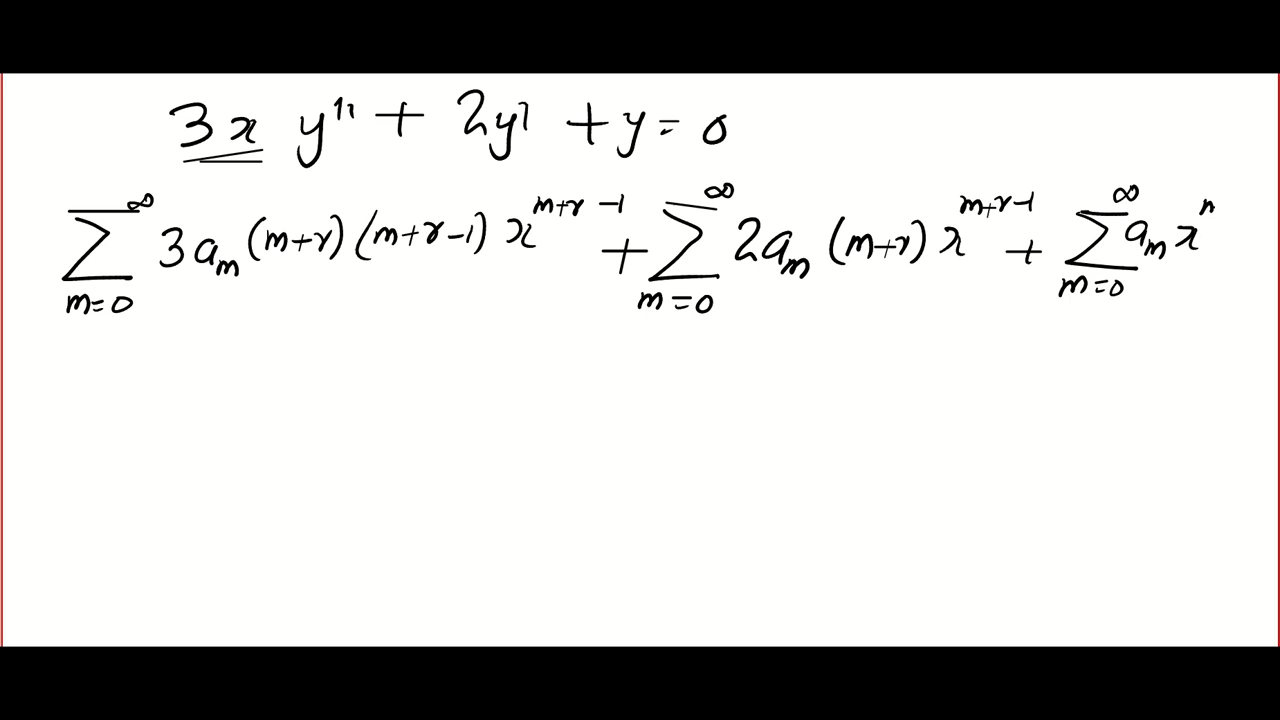 3x y'' + 2y' + y = 0
∞ ∑ m=0 3a_m (m+r)(m+r-1) x^{m+r-1} + ∞ ∑ m=0 2a_m (m+r) x^{m+r-1} + ∞ ∑ m=0 a_m x^n